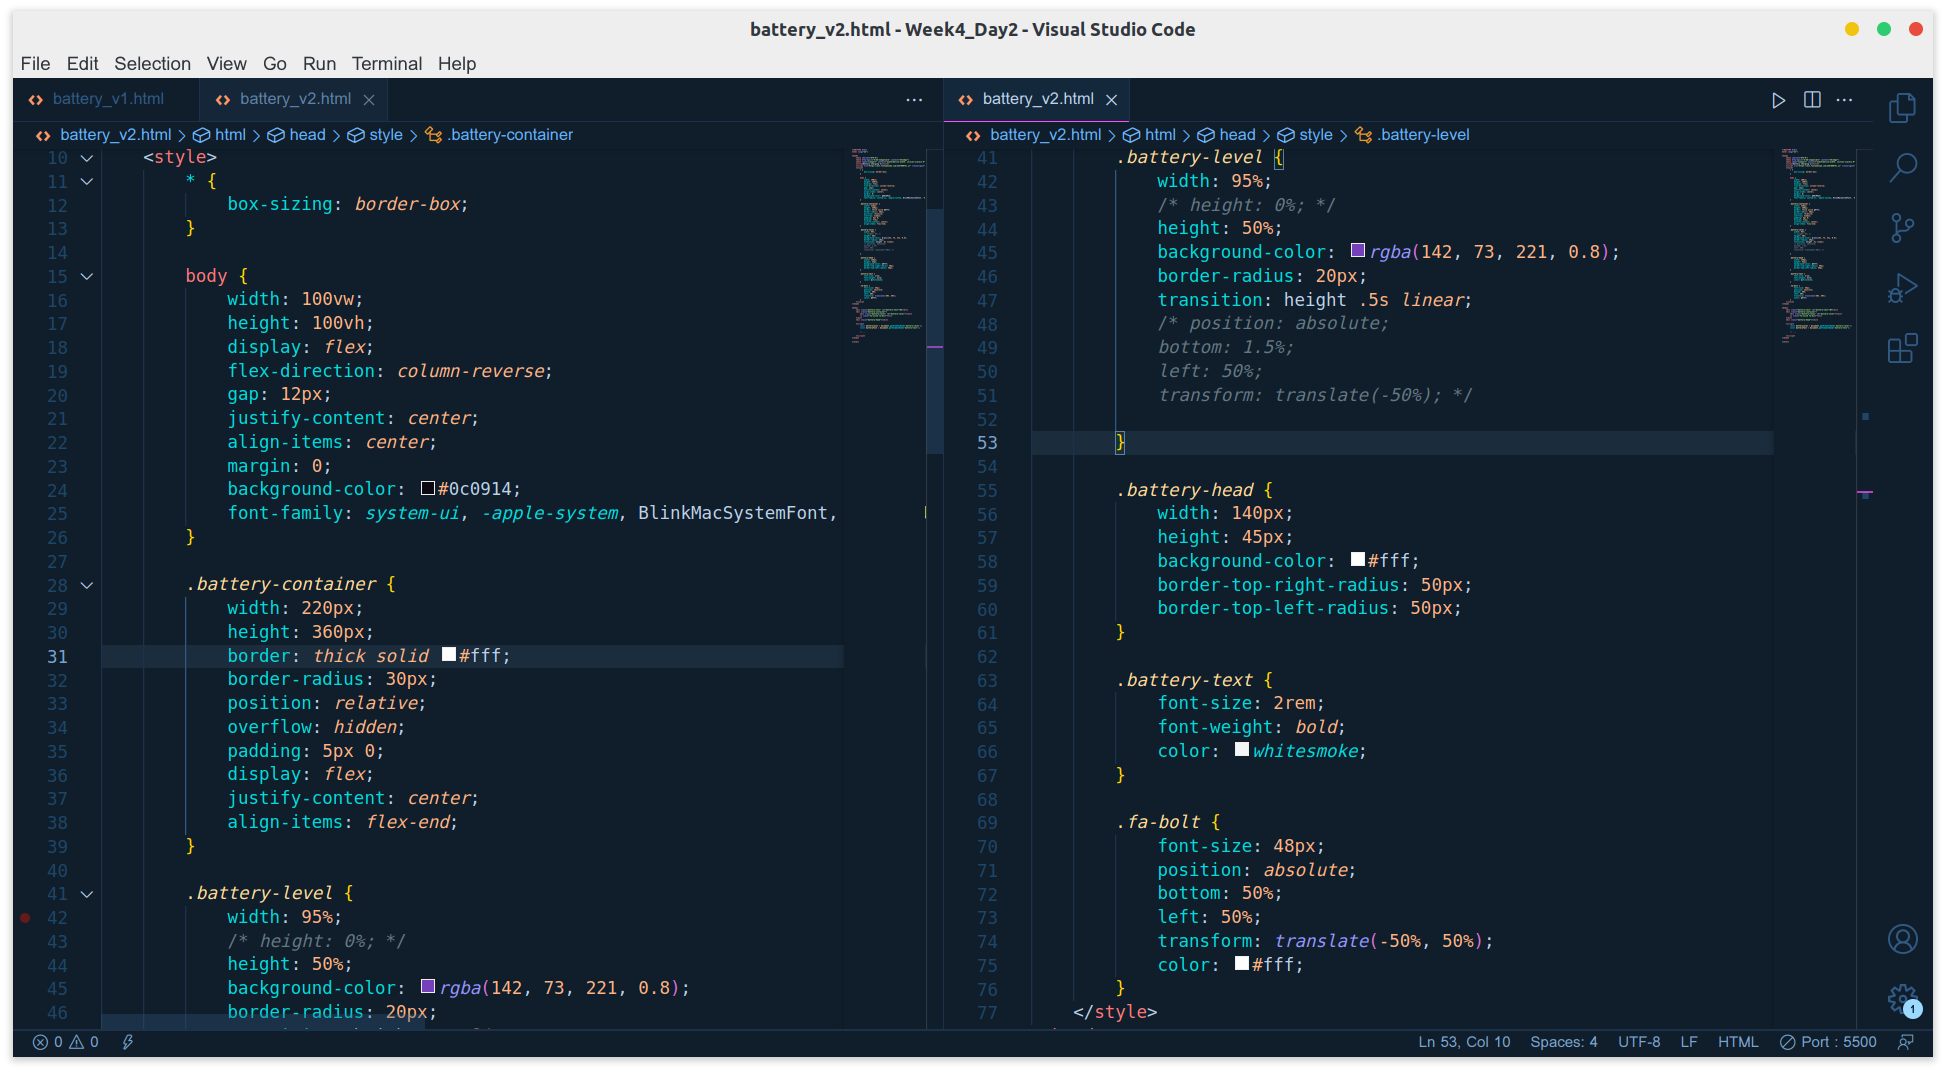 battery_v2.html - Week4_Day2 - Visual Studio Code
File Edit Selection View Go Run Terminal Help
battery_v1.html battery_v2.html
battery_v2.html > html > head > style > .battery-container
10 <style>
11 * {
12 box-sizing: border-box;
13 }
14
15 body {
16 width: 100vw;
17 height: 100vh;
18 display: flex;
19 flex-direction: column-reverse;
20 gap: 12px;
21 justify-content: center;
22 align-items: center;
23 margin: 0;
24 background-color: #0c0914;
25 font-family: system-ui, -apple-system, BlinkMacSystemFont,
26 }
27
28 .battery-container {
29 width: 220px;
30 height: 360px;
31 border: thick solid #fff;
32 border-radius: 30px;
33 position: relative;
34 overflow: hidden;
35 padding: 5px 0;
36 display: flex;
37 justify-content: center;
38 align-items: flex-end;
39 }
40
41 .battery-level {
42 width: 95%;
43 /* height: 0%; */
44 height: 50%;
45 background-color: rgba(142, 73, 221, 0.8);
46 border-radius: 20px;
battery_v2.html
battery_v2.html > html > head > style > .battery-level
41 .battery-level {
42 width: 95%;
43 /* height: 0%; */
44 height: 50%;
45 background-color: rgba(142, 73, 221, 0.8);
46 border-radius: 20px;
47 transition: height .5s linear;
48 /* position: absolute;
49 bottom: 1.5%;
50 left: 50%;
51 transform: translate(-50%); */
52
53 }
54
55 .battery-head {
56 width: 140px;
57 height: 45px;
58 background-color: #fff;
59 border-top-right-radius: 50px;
60 border-top-left-radius: 50px;
61 }
62
63 .battery-text {
64 font-size: 2rem;
65 font-weight: bold;
66 color: whitesmoke;
67 }
68
69 .fa-bolt {
70 font-size: 48px;
71 position: absolute;
72 bottom: 50%;
73 left: 50%;
74 transform: translate(-50%, 50%);
75 color: #fff;
76 }
77 </style>
1
0 0 Ln 53, Col 10 Spaces: 4 UTF-8 LF HTML Port : 5500